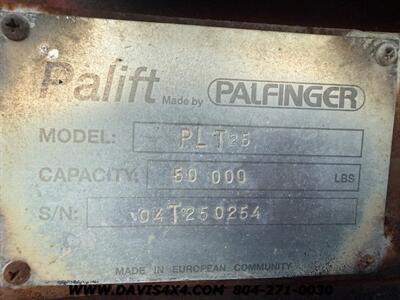 Palift Made by PALFINGER
MODEL: PLT25
CAPACITY: 50 000 LBS
S/N: 04T250254
MADE IN EUROPEAN COMMUNITY
WWW.DAVIS4X4.COM 804-271-0030